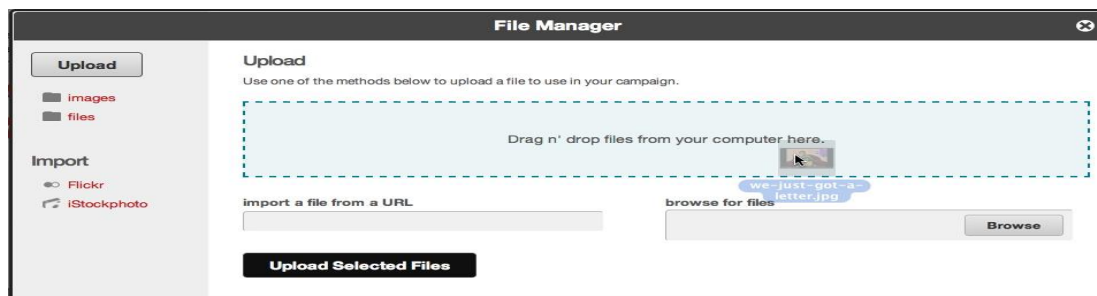 File Manager
Upload
images
files
Import
Flickr
iStockphoto
Upload
Use one of the methods below to upload a file to use in your campaign.
Drag n' drop files from your computer here.
we-just-got-a-
letter.jpg
import a file from a URL
browse for files
Browse
Upload Selected Files